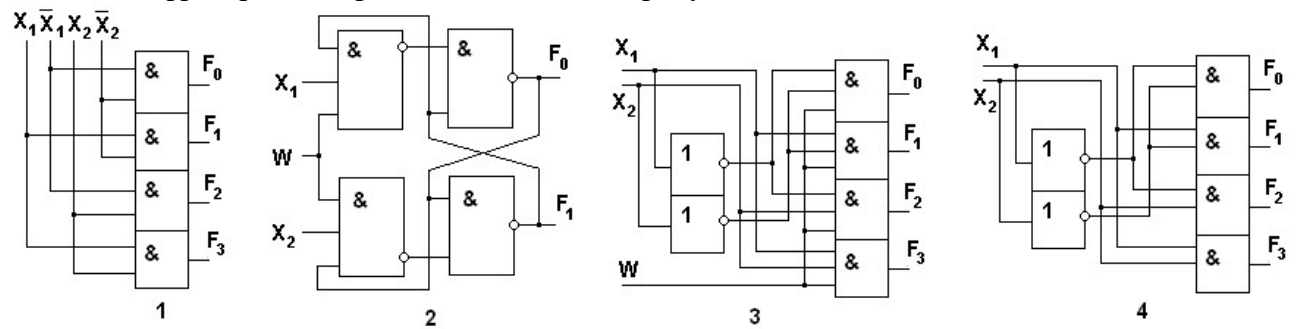 X₁ X̅₁ X₂ X̅₂
& F₀
& F₁
& F₂
& F₃
1
& & F₀
X₁
W
& & F₁
X₂
2
X₁
X₂
& F₀
& F₁
1
& F₂
1
& F₃
W
3
X₁
X₂
& F₀
& F₁
1
& F₂
1
& F₃
4